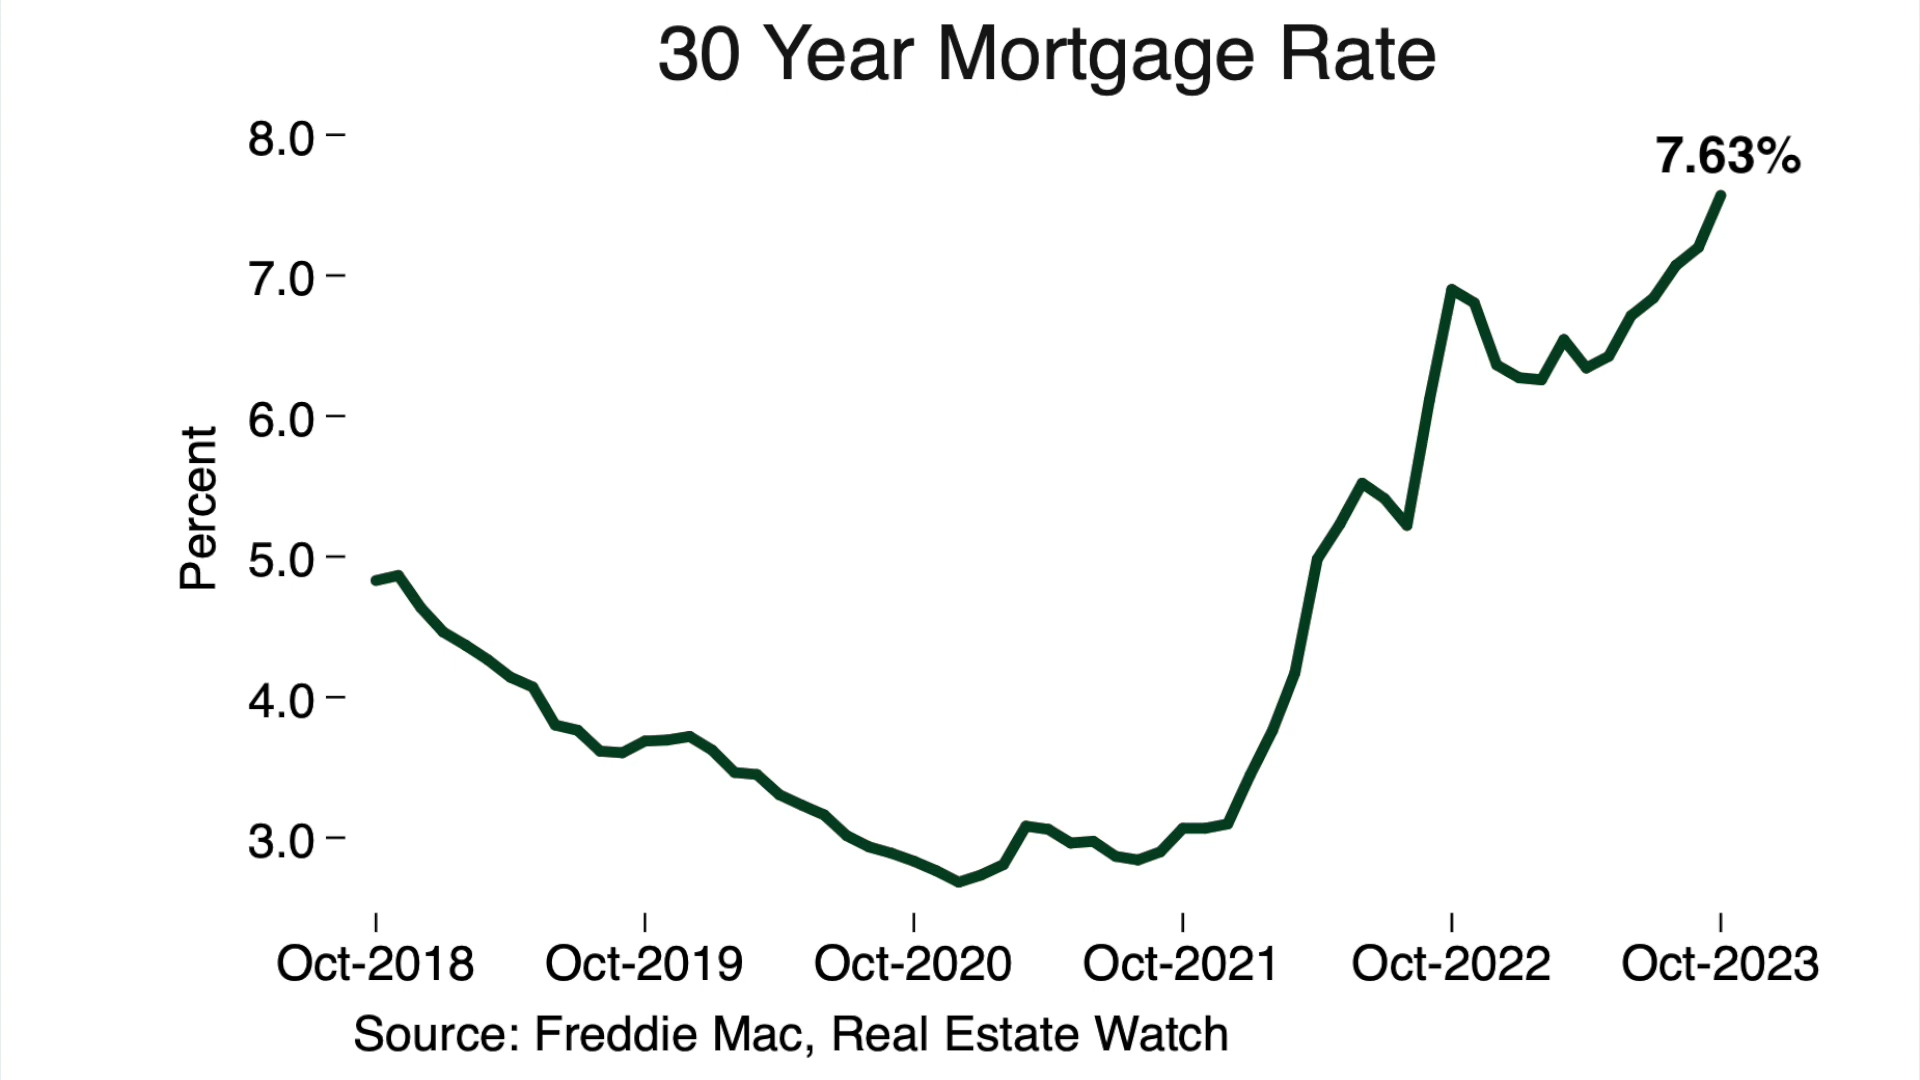 30 Year Mortgage Rate
8.0
7.63%
7.0
6.0
5.0
4.0
3.0
Percent
Oct-2018 Oct-2019 Oct-2020 Oct-2021 Oct-2022 Oct-2023
Source: Freddie Mac, Real Estate Watch